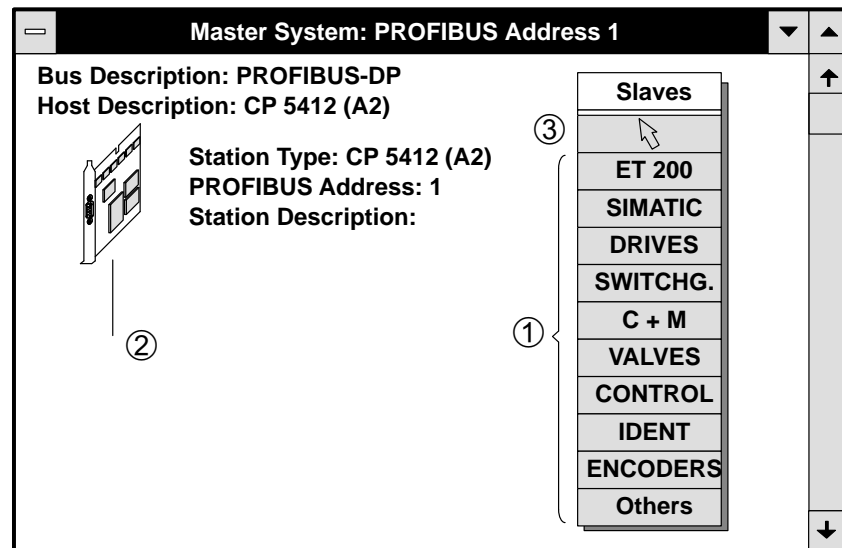 Master System: PROFIBUS Address 1
Bus Description: PROFIBUS-DP
Host Description: CP 5412 (A2)
Station Type: CP 5412 (A2)
PROFIBUS Address: 1
Station Description:
②
Slaves
③
①
ET 200
SIMATIC
DRIVES
SWITCHG.
C + M
VALVES
CONTROL
IDENT
ENCODERS
Others